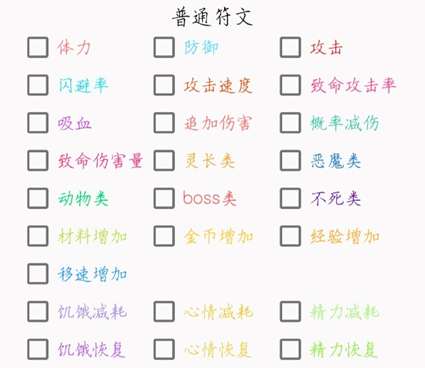 普通符文
体力 防御 攻击
闪避率 攻击速度 致命攻击率
吸血 追加伤害 概率减伤
致命伤害量 灵长类 恶魔类
动物类 boss类 不死类
材料增加 金币增加 经验增加
移速增加
饥饿减耗 心情减耗 精力减耗
饥饿恢复 心情恢复 精力恢复